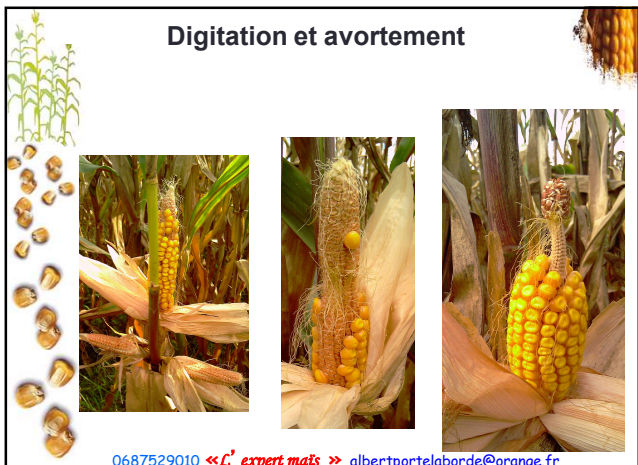 Digitation et avortement
0687529010 «L’ expert maïs » albertportelaborde@orange.fr